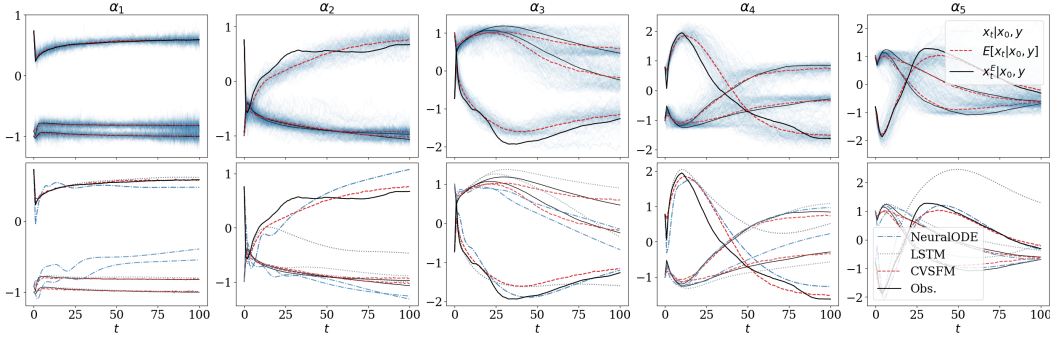 α₁ α₂ α₃ α₄ α₅
1 0 −1
1 0 −1
1 0 −1 −2
2 1 0 −1 −2
2 1 0 −1 −2
xₜ|x₀, y
E[xₜ|x₀, y]
xₜᴱ|x₀, y
0 −1
1 0 −1
1 0 −1 −2
2 1 0 −1
2 1 0 −1 −2
NeuralODE
LSTM
CVSFM
Obs.
0 25 50 75 100
0 25 50 75 100
0 25 50 75 100
0 25 50 75 100
0 25 50 75 100
t t t t t